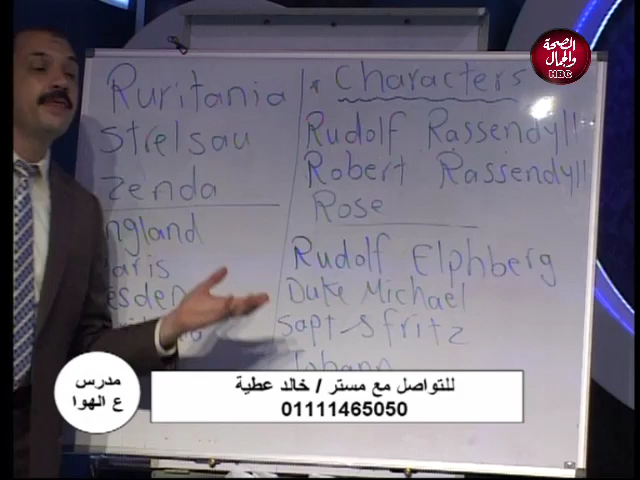 الصحة
والجمال
HBC
Ruritania
Strelsau
Zenda
ngland
aris
esden
* Characters
Rudolf Rassendyll
Robert Rassendyll
Rose
Rudolf Elphberg
Duke Michael
Sapt - fritz
Johann
مدرس
ع الهوا
للتواصل مع مستر / خالد عطية
01111465050